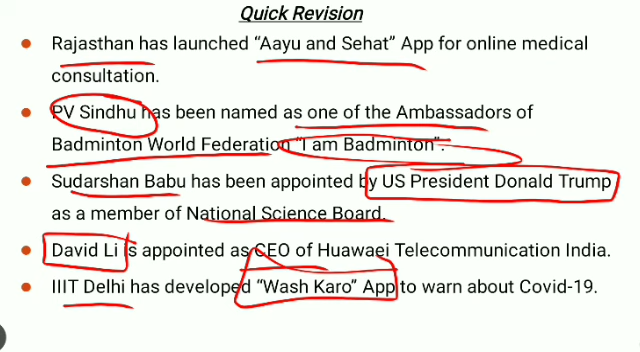 Quick Revision
Rajasthan has launched “Aayu and Sehat” App for online medical
consultation.
PV Sindhu has been named as one of the Ambassadors of
Badminton World Federation “I am Badminton”.
Sudarshan Babu has been appointed by US President Donald Trump
as a member of National Science Board.
David Li is appointed as CEO of Huawaei Telecommunication India.
IIIT Delhi has developed “Wash Karo” App to warn about Covid-19.